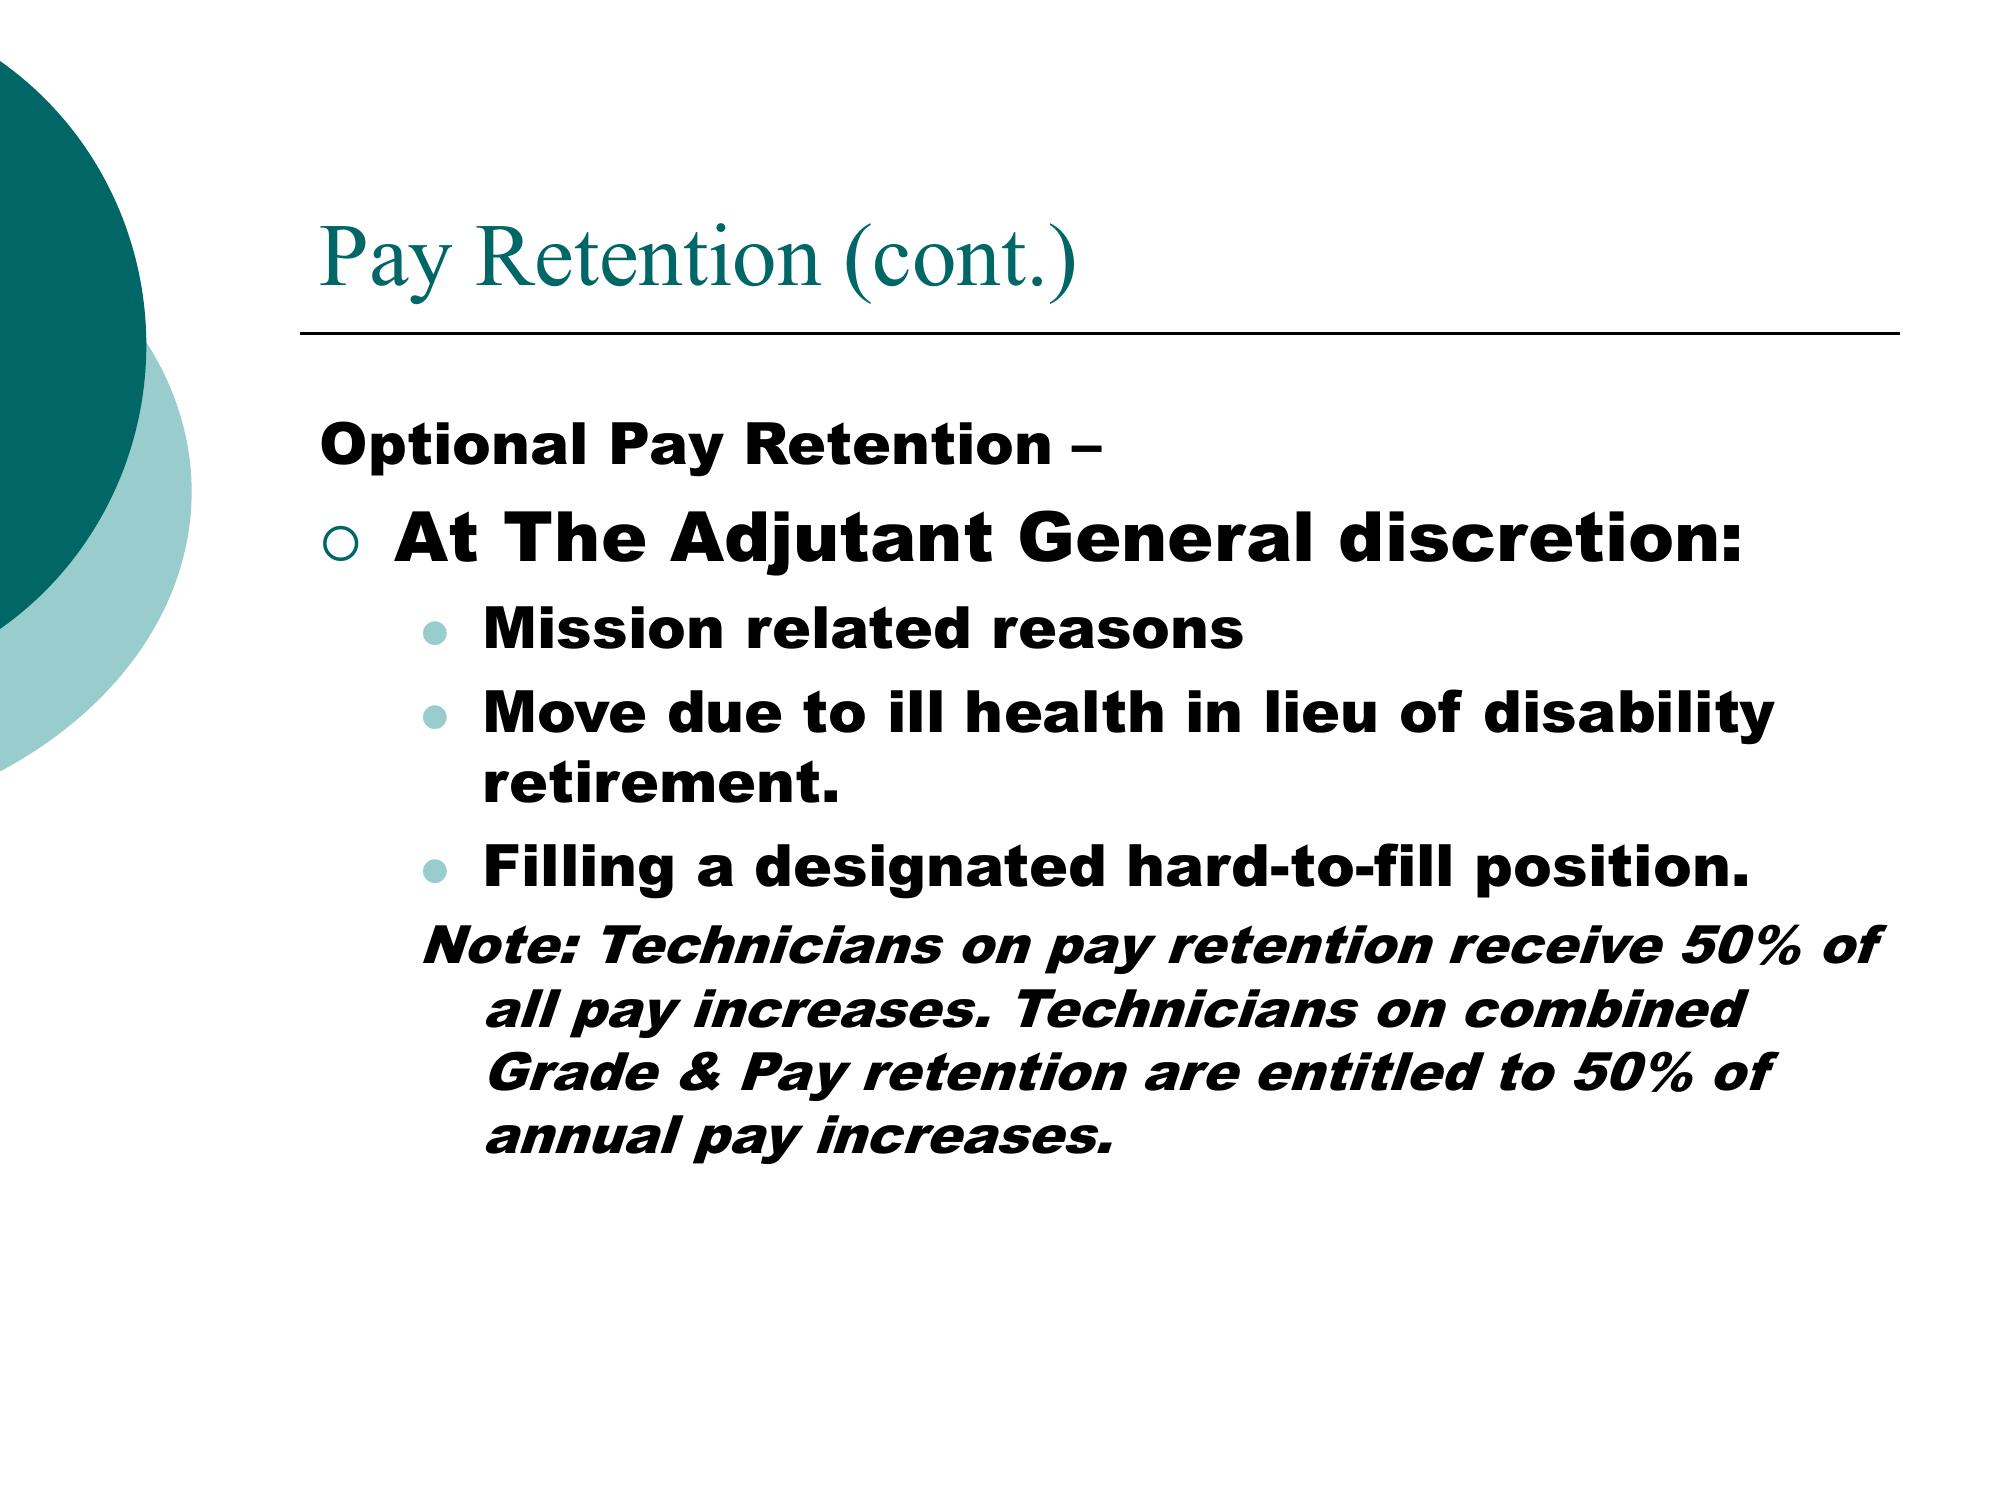 Pay Retention (cont.)
Optional Pay Retention –
At The Adjutant General discretion:
Mission related reasons
Move due to ill health in lieu of disability
retirement.
Filling a designated hard-to-fill position.
Note: Technicians on pay retention receive 50% of
all pay increases. Technicians on combined
Grade & Pay retention are entitled to 50% of
annual pay increases.